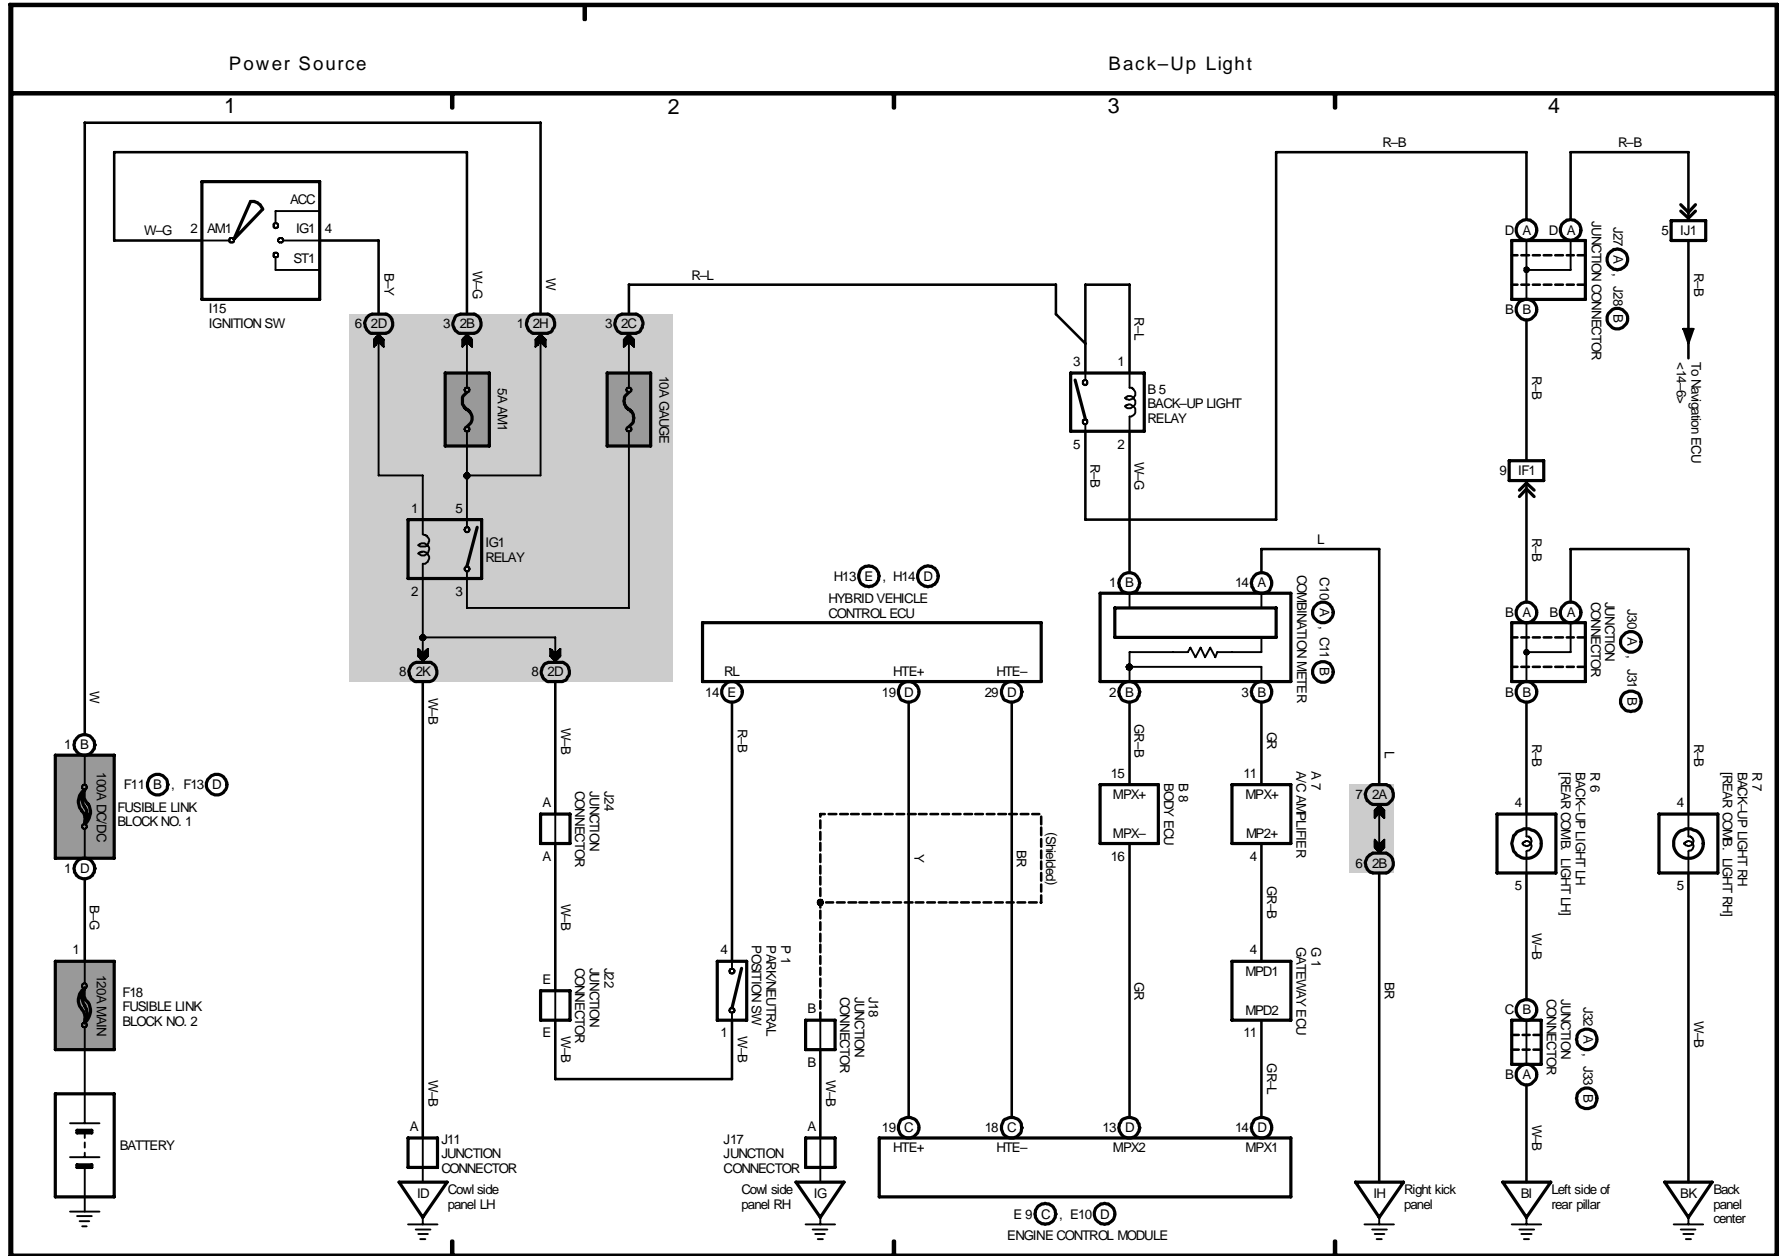 Power Source
Back–Up Light
1
2
3
4
W–G
2
AM1
ACC
IG1
ST1
4
I15
IGNITION SW
B–Y
W–G
W
6
2D
3
2B
1
2H
3
2C
R–L
5A AM1
10A GAUGE
1
5
IG1
RELAY
2
3
8
2K
8
2D
W
1
B
100A DC/DC
F11 B , F13 D
FUSIBLE LINK
BLOCK NO. 1
1
D
B–G
1
120A MAIN
F18
FUSIBLE LINK
BLOCK NO. 2
BATTERY
W–B
W–B
A
J11
JUNCTION
CONNECTOR
ID
Cowl side
panel LH
W–B
A
J24
JUNCTION
CONNECTOR
A
W–B
E
J22
JUNCTION
CONNECTOR
E
W–B
H13 E , H14 D
HYBRID VEHICLE
CONTROL ECU
RL
HTE+
HTE–
14
E
19
D
29
D
R–B
4
P 1
PARK/NEUTRAL
POSITION SW
1
W–B
Y
BR
(Shielded)
B
J18
JUNCTION
CONNECTOR
B
W–B
A
J17
JUNCTION
CONNECTOR
IG
Cowl side
panel RH
R–L
3
1
B 5
BACK–UP LIGHT
RELAY
5
2
R–B
W–G
1
B
14
A
L
C10 A , C11 B
COMBINATION METER
2
B
3
B
GR–B
GR
15
MPX+
MPX–
16
B 8
BODY ECU
11
MPX+
MP2+
4
A 7
A/C AMPLIFIER
GR
GR–B
4
MPD1
MPD2
11
G 1
GATEWAY ECU
GR–L
19
C
18
C
13
D
14
D
HTE+
HTE–
MPX2
MPX1
E 9 C , E10 D
ENGINE CONTROL MODULE
L
7
2A
6
2B
BR
IH
Right kick
panel
R–B
R–B
D
A
D
A
J27 A , J28 B
JUNCTION CONNECTOR
B
B
5
IJ1
R–B
To Navigation ECU
<14–6>
R–B
9
IF1
R–B
B
A
B
A
J30 A , J31 B
JUNCTION
CONNECTOR
B
B
R–B
R–B
4
R 6
BACK–UP LIGHT LH
[REAR COMB. LIGHT LH]
5
4
R 7
BACK–UP LIGHT RH
[REAR COMB. LIGHT RH]
5
W–B
C
B
J32 A , J33 B
JUNCTION
CONNECTOR
B
A
W–B
W–B
BI
Left side of
rear pillar
BK
Back
panel
center